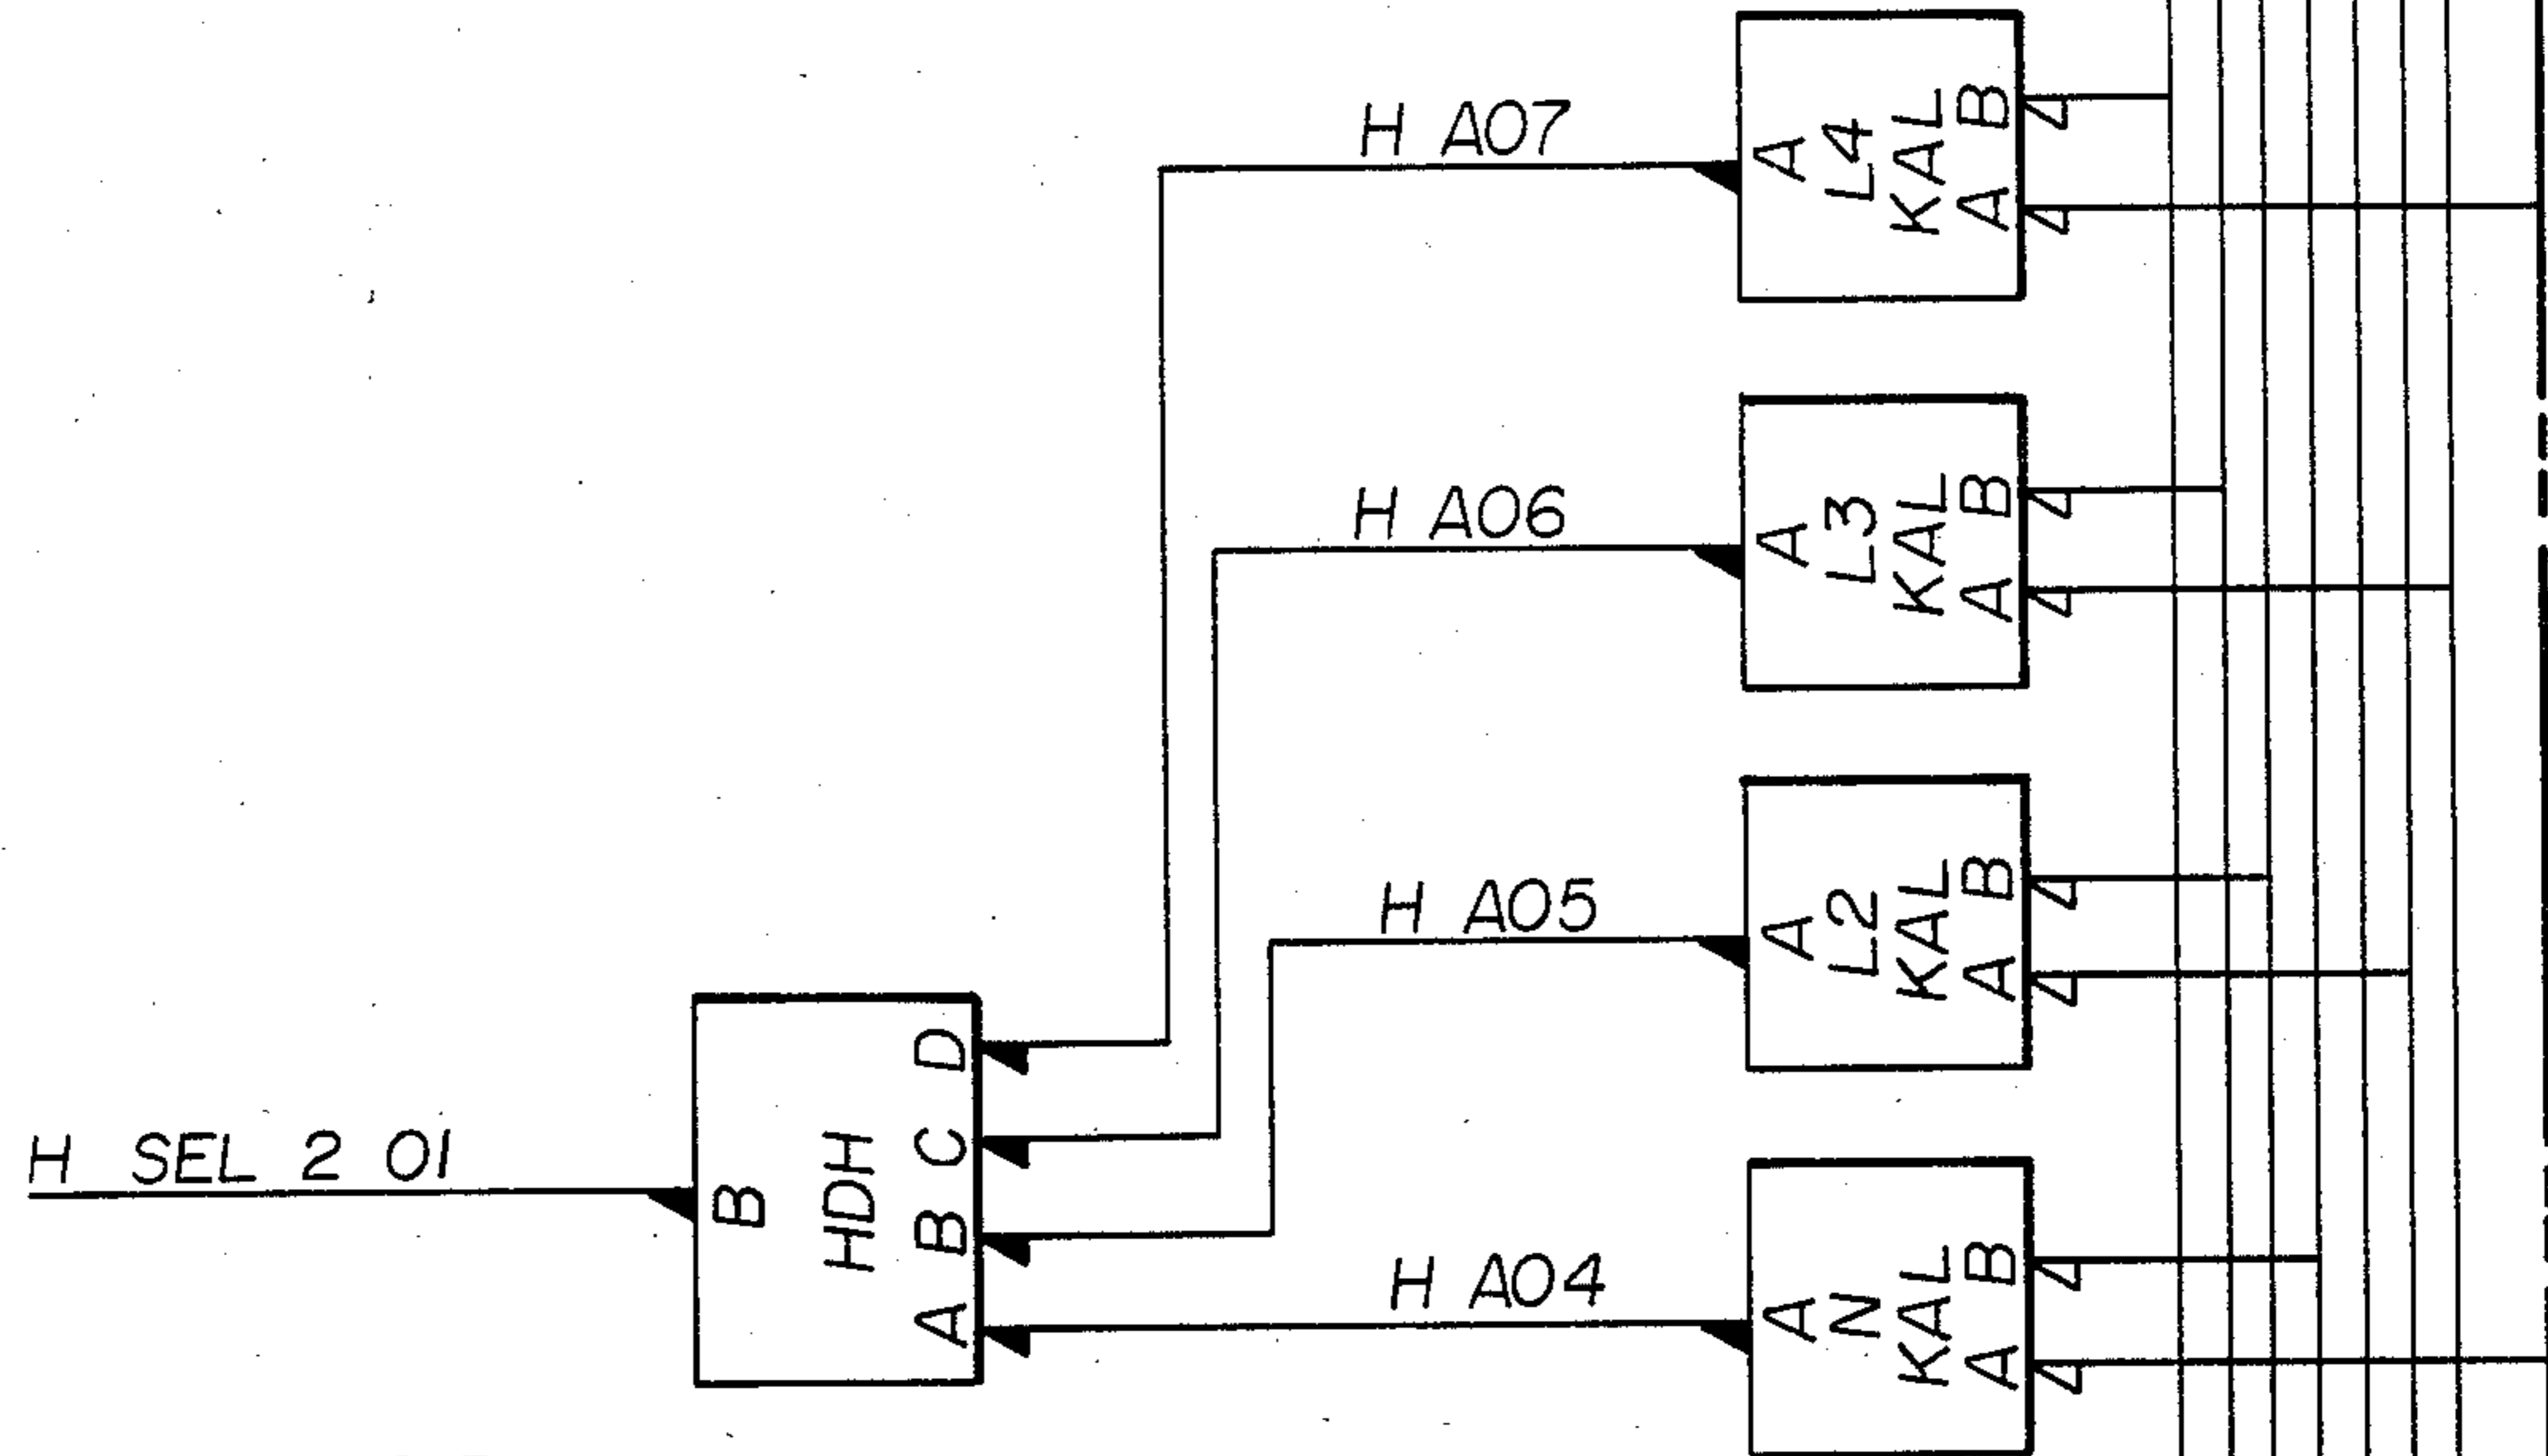 H A07
A
L4
KAL
A B
H A06
A
L3
KAL
A B
H A05
A
L2
KAL
A B
H SEL 2 01
B
HDH
A B C D
H A04
A
N
KAL
A B